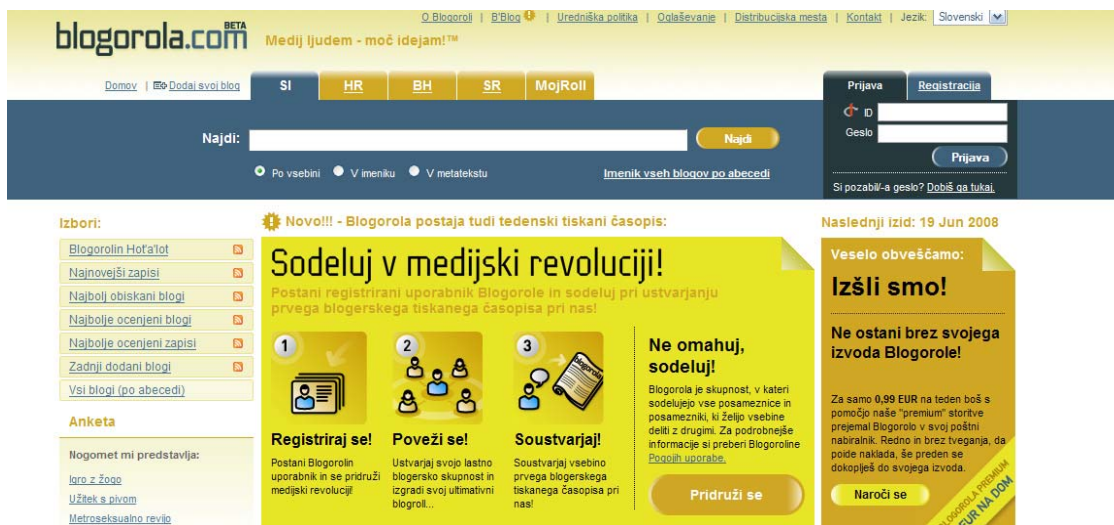 O Blogoroli | B'Blog | Uredniška politika | Oglaševanje | Distribucijska mesta | Kontakt | Jezik: Slovenski
blogorola.com BETA
Medij ljudem - moč idejam!™
Domov | Dodaj svoj blog
SI HR BH SR MojRoll
Prijava Registracija
ID
Geslo
Prijava
Si pozabil/-a geslo? Dobiš ga tukaj.
Najdi: Najdi
Po vsebini V imeniku V metatekstu Imenik vseh blogov po abecedi
Izbori:
Blogorolin Hot'a'lot
Najnovejši zapisi
Najbolj obiskani blogi
Najbolje ocenjeni blogi
Najbolje ocenjeni zapisi
Zadnji dodani blogi
Vsi blogi (po abecedi)
Anketa
Nogomet mi predstavlja:
Igro z žogo
Užitek s pivom
Metroseksualno revijo
Novo!!! - Blogorola postaja tudi tedenski tiskani časopis:
Sodeluj v medijski revoluciji!
Postani registrirani uporabnik Blogorole in sodeluj pri ustvarjanju
prvega blogerskega tiskanega časopisa pri nas!
1
Registriraj se!
Postani Blogorolin
uporabnik in se pridruži
medijski revoluciji!
2
Poveži se!
Ustvarjaj svojo lastno
blogersko skupnost in
izgradi svoj ultimativni
blogroll...
3
blogorola
Soustvarjaj!
Soustvarjaj vsebino
prvega blogerskega
tiskanega časopisa pri
nas!
Ne omahuj,
sodeluj!
Blogorola je skupnost, v kateri
sodelujejo vse posameznice in
posamezniki, ki želijo vsebine
deliti z drugimi. Za podrobnejše
informacije si preberi Blogoroline
Pogojih uporabe.
Pridruži se
Naslednji izid: 19 Jun 2008
Veselo obveščamo:
Izšli smo!
Ne ostani brez svojega
izvoda Blogorole!
Za samo 0,99 EUR na teden boš s
pomočjo naše "premium" storitve
prejemal Blogorolo v svoj poštni
nabiralnik. Redno in brez tveganja, da
poide naklada, še preden se
dokoplješ do svojega izvoda.
Naroči se
BLOGOROLA PREMIUM
EUR NA DOM